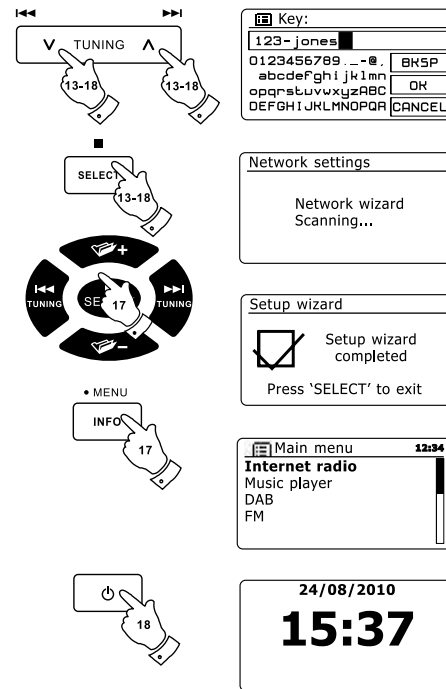 TUNING
13-18
13-18
SELECT
13-18
+
TUNING
SE
17
TUNING
-
• MENU
INFO
17
18
Key:
123-jones
0123456789._-@,
BKSP
abcdefghijklmn
OK
opqrstuvwxyzABC
DEFGHIJKLMNOPQR
CANCEL
Network settings
Network wizard
Scanning...
Setup wizard
Setup wizard
completed
Press ‘SELECT’ to exit
Main menu
12:34
Internet radio
Music player
DAB
FM
24/08/2010
15:37